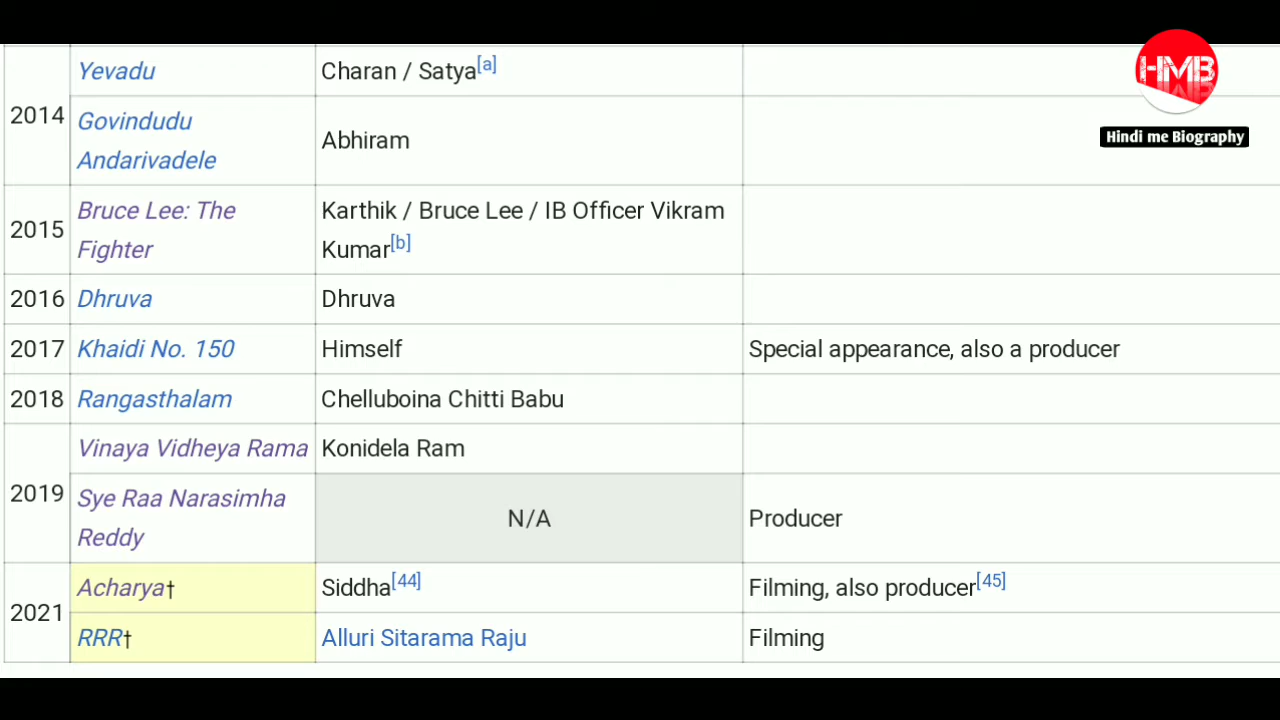 2014
Yevadu
Charan / Satya[a]
Govindudu
Andarivadele
Abhiram
2015
Bruce Lee: The
Fighter
Karthik / Bruce Lee / IB Officer Vikram
Kumar[b]
2016 Dhruva Dhruva
2017 Khaidi No. 150 Himself Special appearance, also a producer
2018 Rangasthalam Chelluboina Chitti Babu
2019
Vinaya Vidheya Rama Konidela Ram
Sye Raa Narasimha
Reddy
N/A
Producer
2021
Acharya† Siddha[44] Filming, also producer[45]
RRR† Alluri Sitarama Raju Filming
HMB
Hindi me Biography